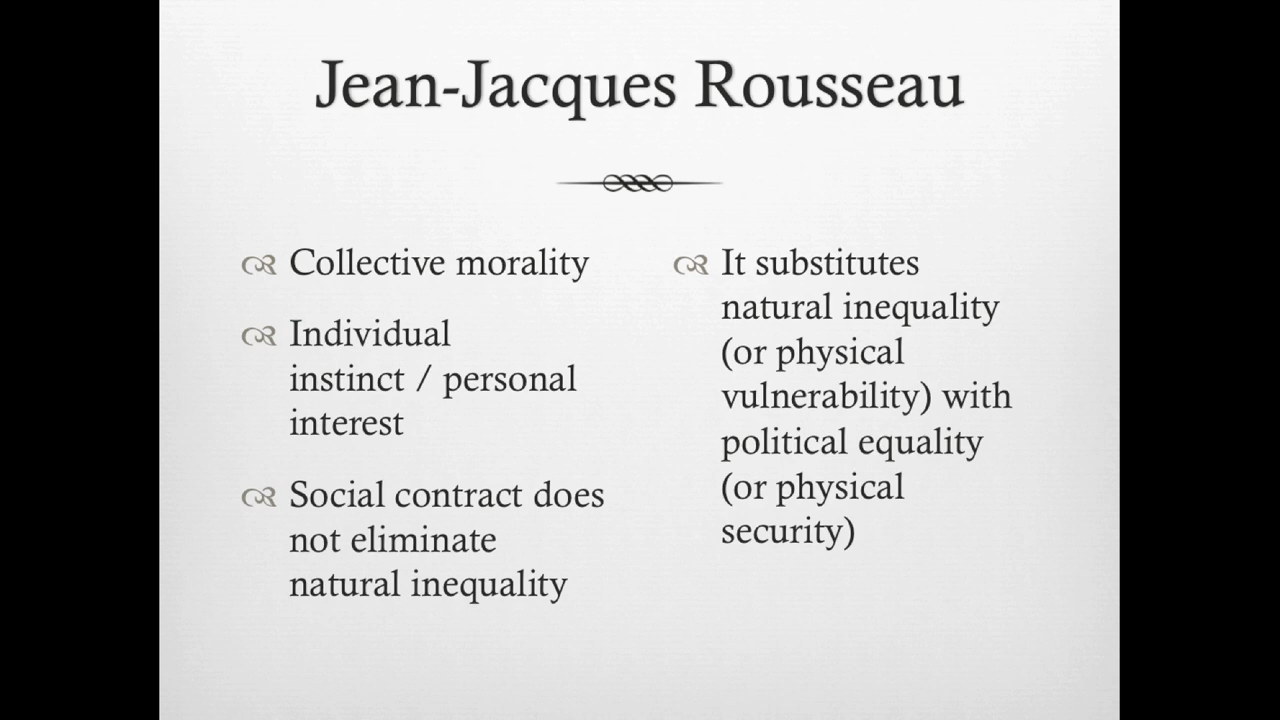 Jean-Jacques Rousseau
Collective morality
Individual
instinct / personal
interest
Social contract does
not eliminate
natural inequality
It substitutes
natural inequality
(or physical
vulnerability) with
political equality
(or physical
security)